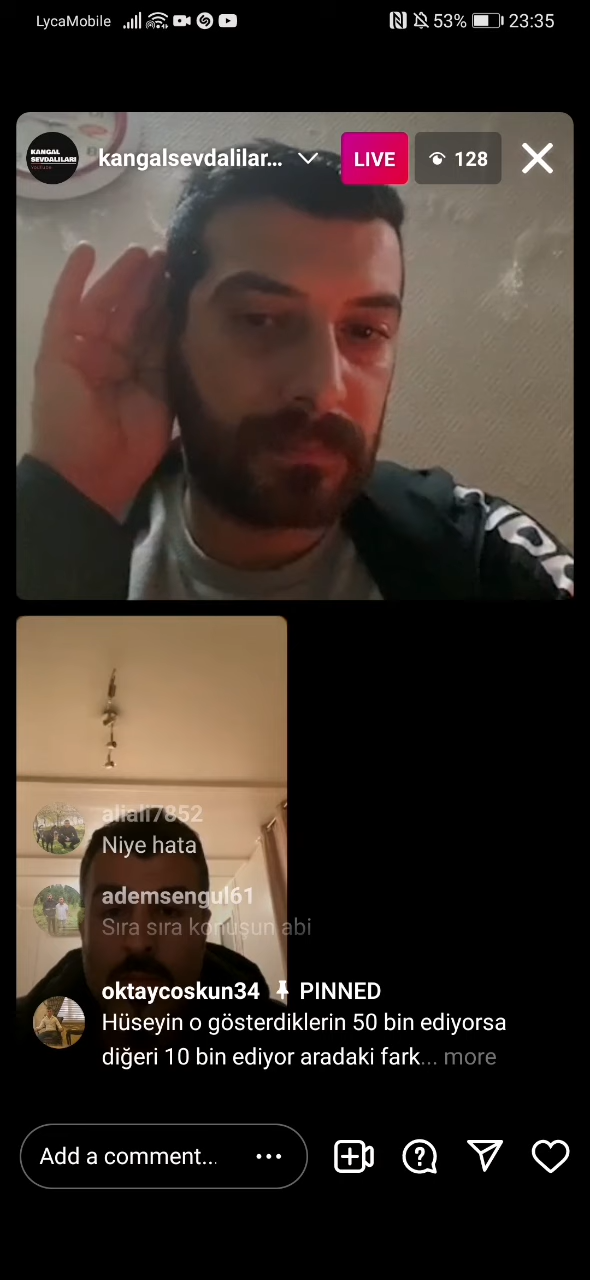 LycaMobile
53%
23:35
KANGAL
SEVDALILARI
YOUTUBE
kangalsevdalilar...
LIVE
128
aliali7852
Niye hata
ademsengul61
Sıra sıra konuşun abi
oktaycoskun34 PINNED
Hüseyin o gösterdiklerin 50 bin ediyorsa
diğeri 10 bin ediyor aradaki fark... more
Add a comment...